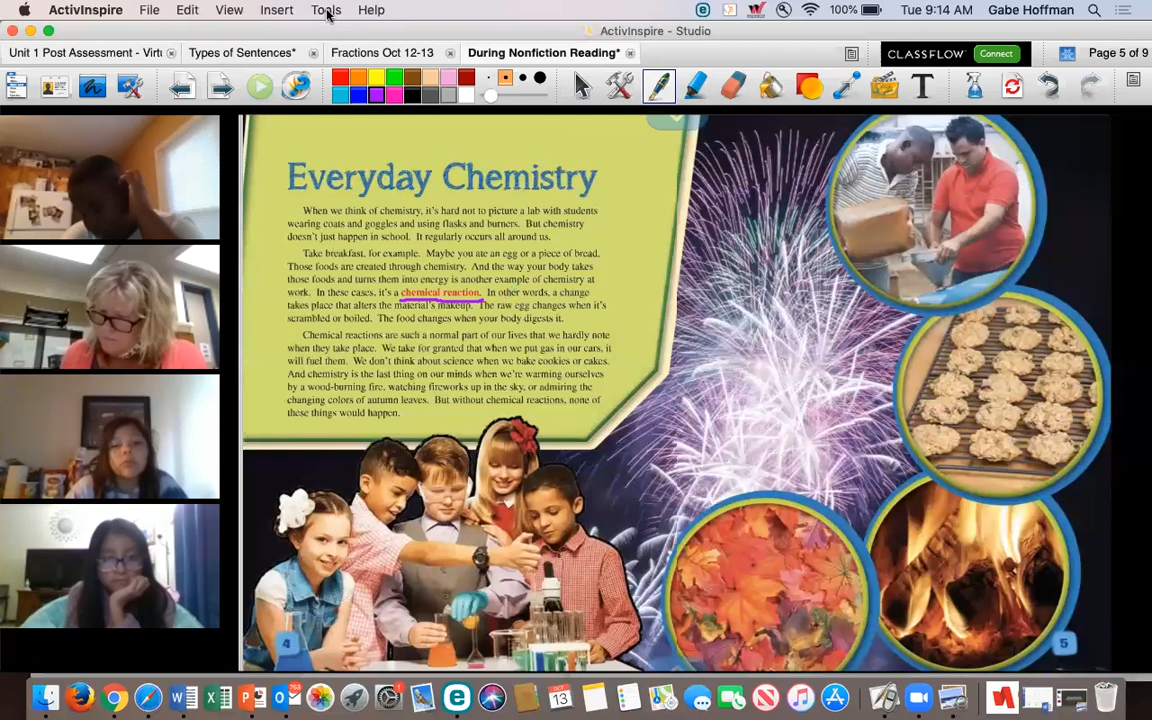 ActivInspire File Edit View Insert Tools Help 100% Tue 9:14 AM Gabe Hoffman
ActivInspire - Studio
Unit 1 Post Assessment - Virtu Types of Sentences* Fractions Oct 12-13 During Nonfiction Reading* CLASSFLOW Connect Page 5 of 9
Everyday Chemistry
When we think of chemistry, it's hard not to picture a lab with students
wearing coats and goggles and using flasks and burners. But chemistry
doesn't just happen in school. It regularly occurs all around us.
Take breakfast, for example. Maybe you ate an egg or a piece of bread.
Those foods are created through chemistry. And the way your body takes
those foods and turns them into energy is another example of chemistry at
work. In these cases, it's a chemical reaction. In other words, a change
takes place that alters the material's makeup. The raw egg changes when it's
scrambled or boiled. The food changes when your body digests it.
Chemical reactions are such a normal part of our lives that we hardly note
when they take place. We take for granted that when we put gas in our cars, it
will fuel them. We don't think about science when we bake cookies or cakes.
And chemistry is the last thing on our minds when we're warming ourselves
by a wood-burning fire, watching fireworks up in the sky, or admiring the
changing colors of autumn leaves. But without chemical reactions, none of
these things would happen.
4
5
OCT
13